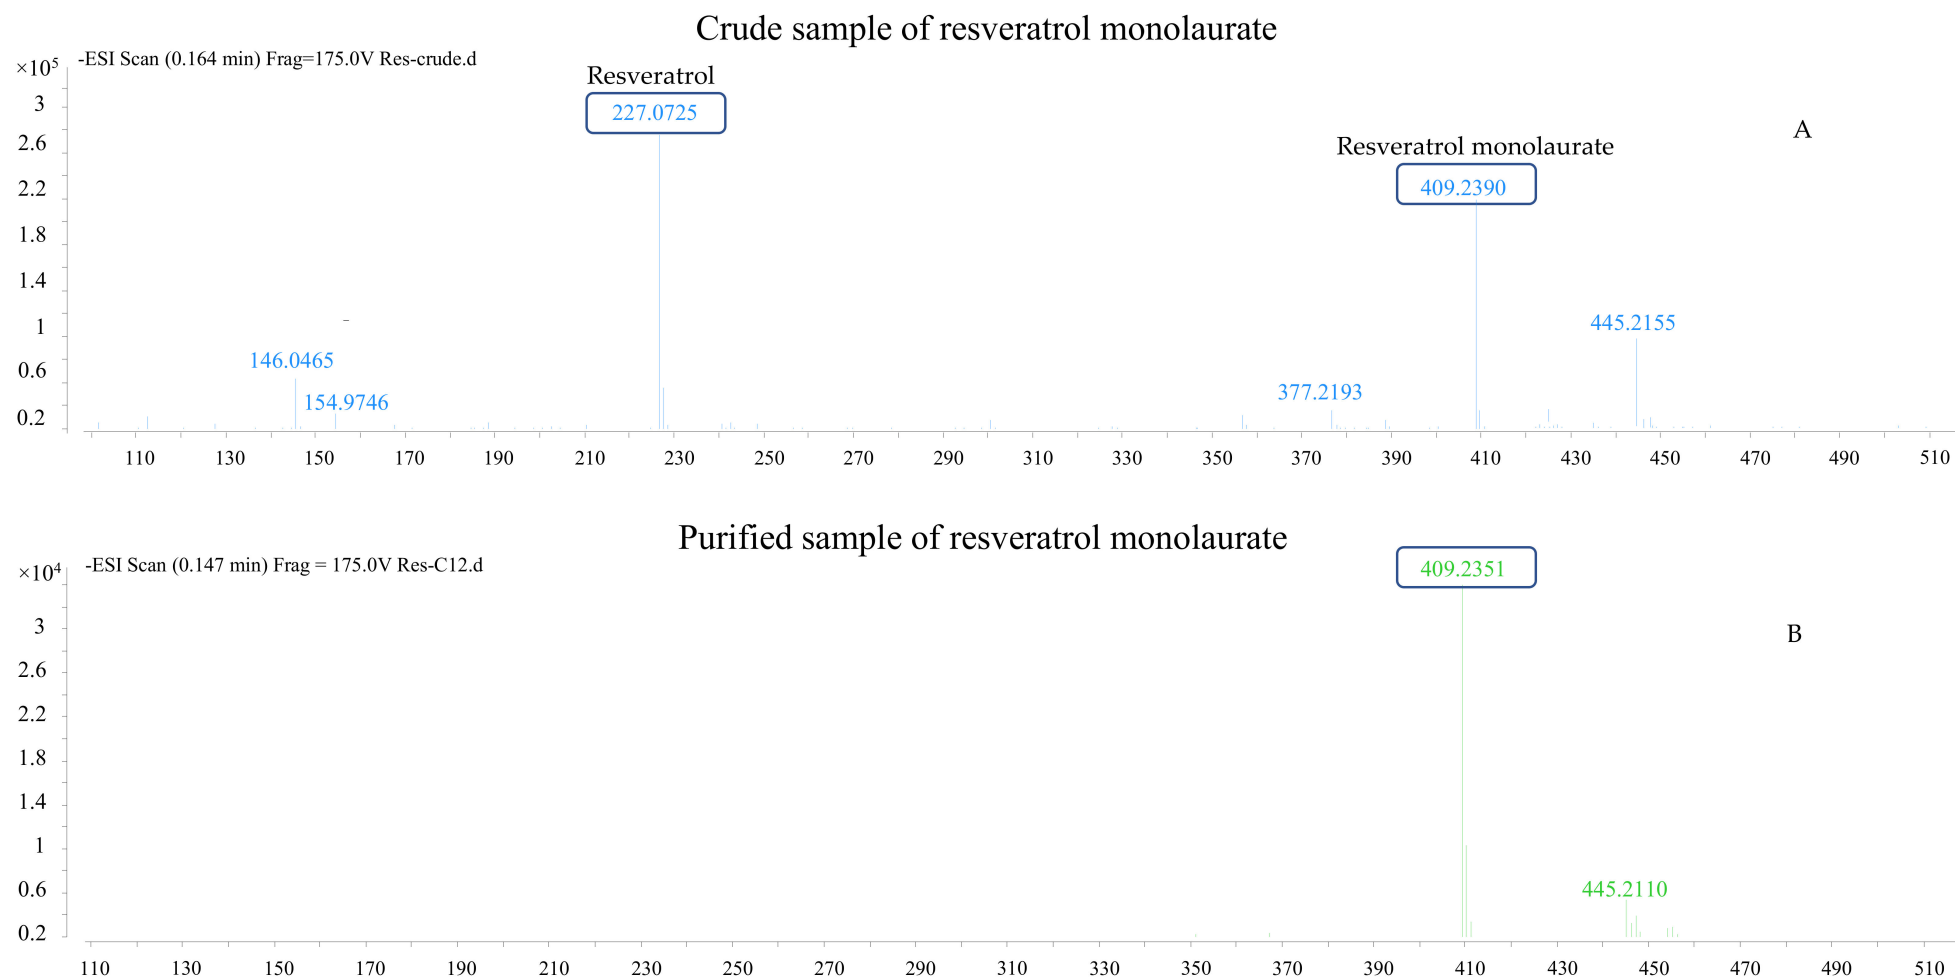 Crude sample of resveratrol monolaurate
-ESI Scan (0.164 min) Frag=175.0V Res-crude.d
×10⁵
Resveratrol
3
227.0725
A
2.6
Resveratrol monolaurate
2.2
409.2390
1.8
1.4
1
445.2155
146.0465
0.6
377.2193
154.9746
0.2
110 130 150 170 190 210 230 250 270 290 310 330 350 370 390 410 430 450 470 490 510
Purified sample of resveratrol monolaurate
-ESI Scan (0.147 min) Frag = 175.0V Res-C12.d
×10⁴
409.2351
3
B
2.6
2.2
1.8
1.4
1
0.6
445.2110
0.2
110 130 150 170 190 210 230 250 270 290 310 330 350 370 390 410 430 450 470 490 510